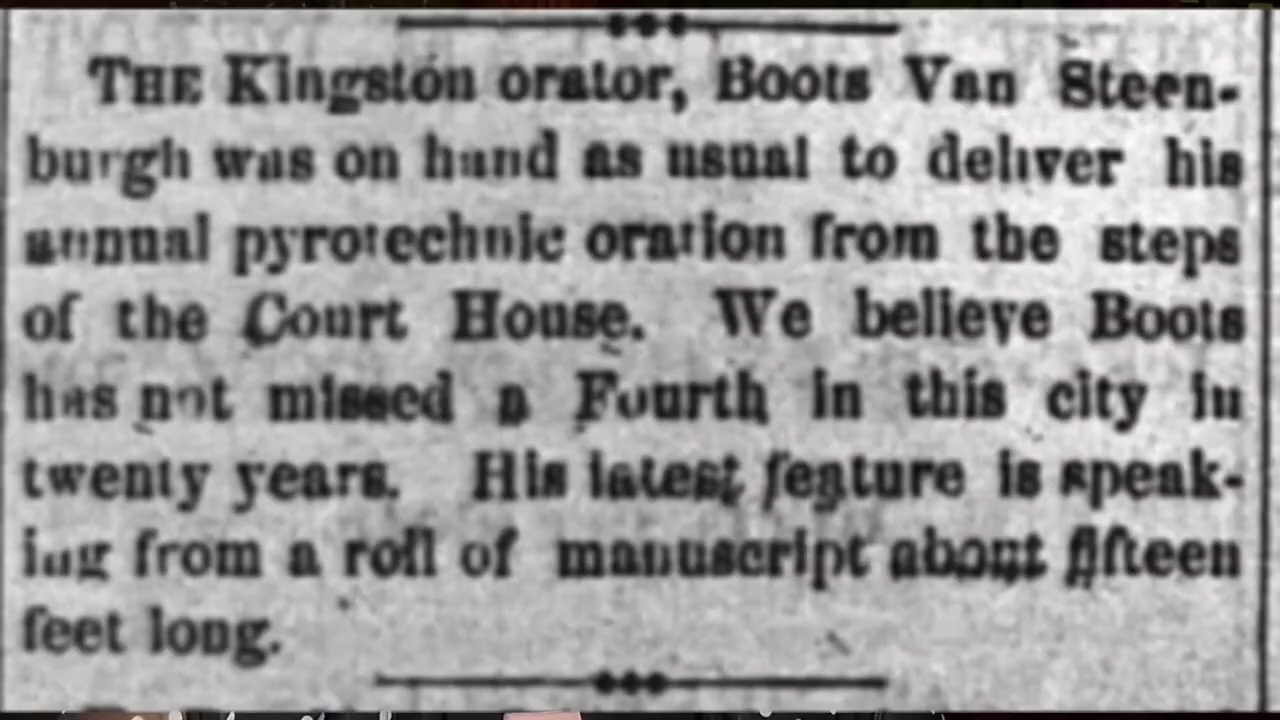 THE Kingston orator, Boots Van Steen-
burgh was on hand as usual to deliver his
annual pyrotechnic oration from the steps
of the Court House. We believe Boots
has not missed a Fourth in this city in
twenty years. His latest feature is speak-
ing from a roll of manuscript about fifteen
feet long.